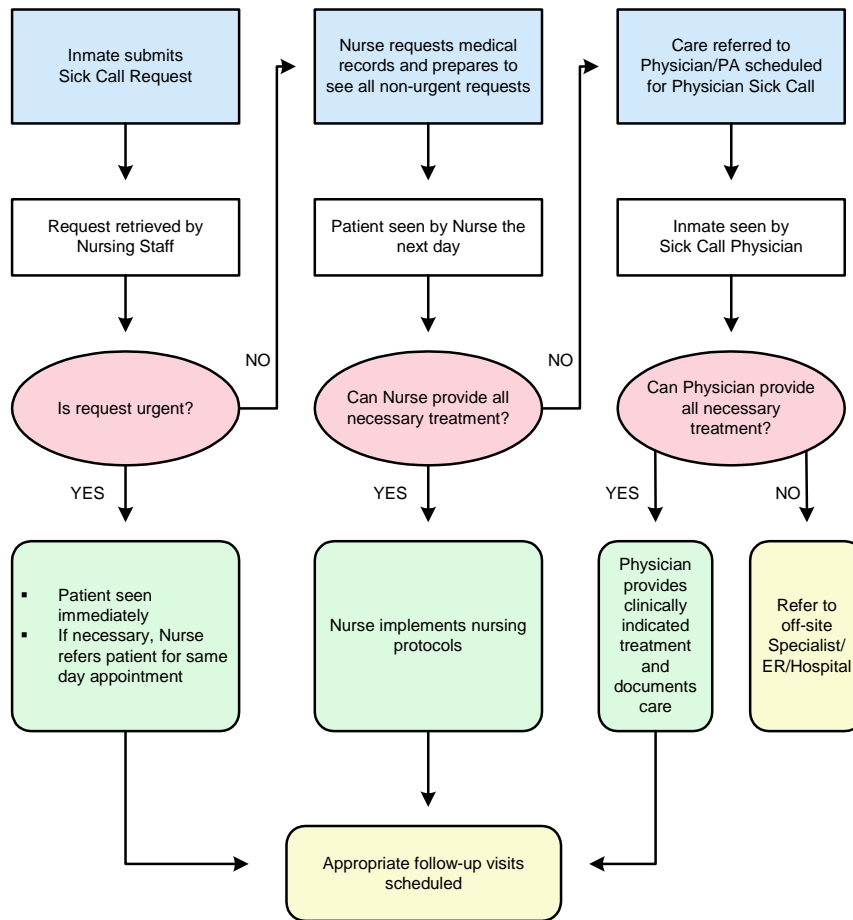 Inmate submits
Sick Call Request
Request retrieved by
Nursing Staff
Is request urgent?
NO
YES
▪ Patient seen
immediately
▪ If necessary, Nurse
refers patient for same
day appointment
Nurse requests medical
records and prepares to
see all non-urgent requests
Patient seen by Nurse the
next day
Can Nurse provide all
necessary treatment?
NO
YES
Nurse implements nursing
protocols
Care referred to
Physician/PA scheduled
for Physician Sick Call
Inmate seen by
Sick Call Physician
Can Physician provide
all necessary
treatment?
YES
NO
Physician
provides
clinically
indicated
treatment
and
documents
care
Refer to
off-site
Specialist/
ER/Hospital
Appropriate follow-up visits
scheduled